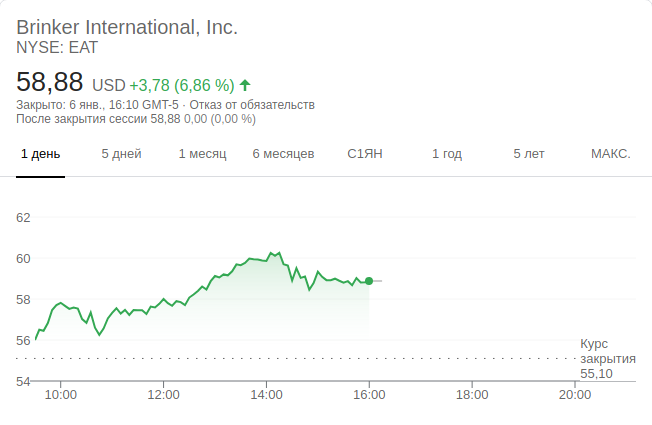 Brinker International, Inc.
NYSE: EAT
58,88 USD +3,78 (6,86 %)
Закрыто: 6 янв., 16:10 GMT-5 · Отказ от обязательств
После закрытия сессии 58,88 0,00 (0,00 %)
1 день 5 дней 1 месяц 6 месяцев С1ЯН 1 год 5 лет МАКС.
62
60
58
56
54
Курс
закрытия
55,10
10:00 12:00 14:00 16:00 18:00 20:00